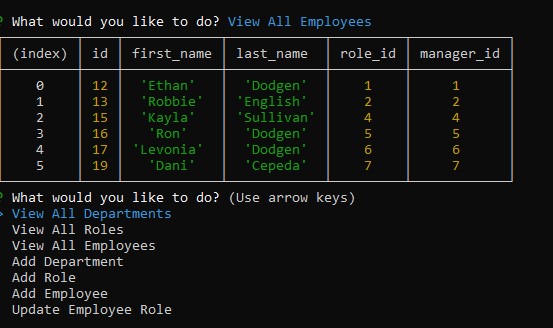 ? What would you like to do? View All Employees
(index) id first_name last_name role_id manager_id
0 12 'Ethan' 'Dodgen' 1 1
1 13 'Robbie' 'English' 2 2
2 15 'Kayla' 'Sullivan' 4 4
3 16 'Ron' 'Dodgen' 5 5
4 17 'Levonia' 'Dodgen' 6 6
5 19 'Dani' 'Cepeda' 7 7
? What would you like to do? (Use arrow keys)
> View All Departments
View All Roles
View All Employees
Add Department
Add Role
Add Employee
Update Employee Role